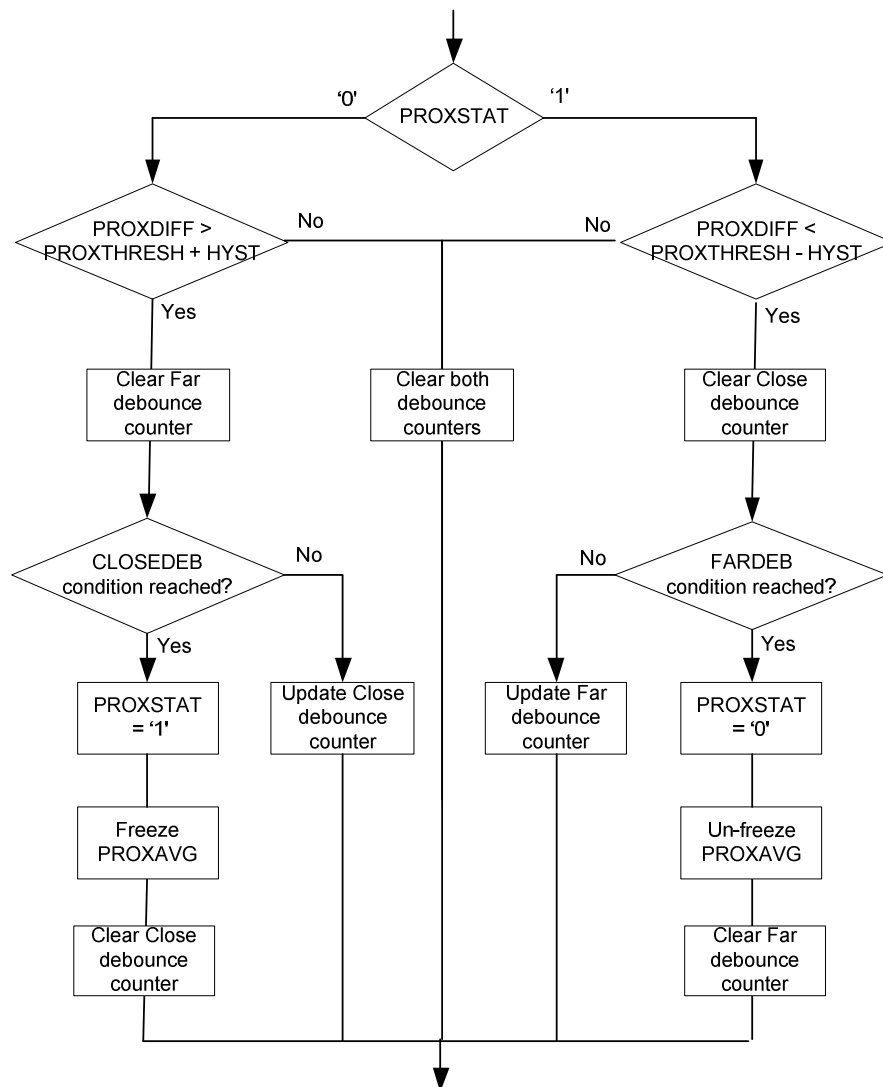 ‘0’
‘1’
PROXSTAT
PROXDIFF >
PROXTHRESH + HYST
No
No
PROXDIFF <
PROXTHRESH - HYST
Yes
Yes
Clear Far
debounce
counter
Clear both
debounce
counters
Clear Close
debounce
counter
CLOSEDEB
condition reached?
No
No
FARDEB
condition reached?
Yes
Yes
PROXSTAT
= ‘1’
Update Close
debounce
counter
Update Far
debounce
counter
PROXSTAT
= ‘0’
Freeze
PROXAVG
Un-freeze
PROXAVG
Clear Close
debounce
counter
Clear Far
debounce
counter